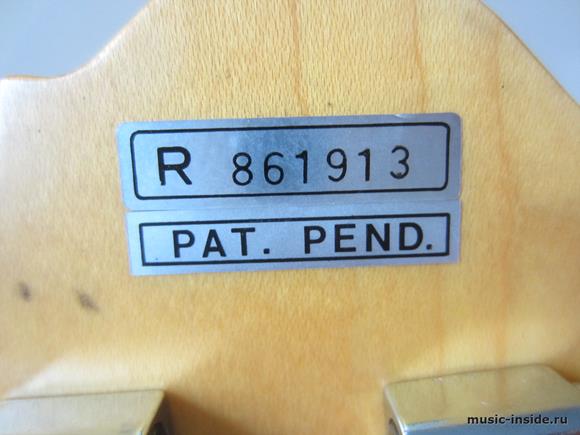 R 861913
PAT. PEND.
music-inside.ru